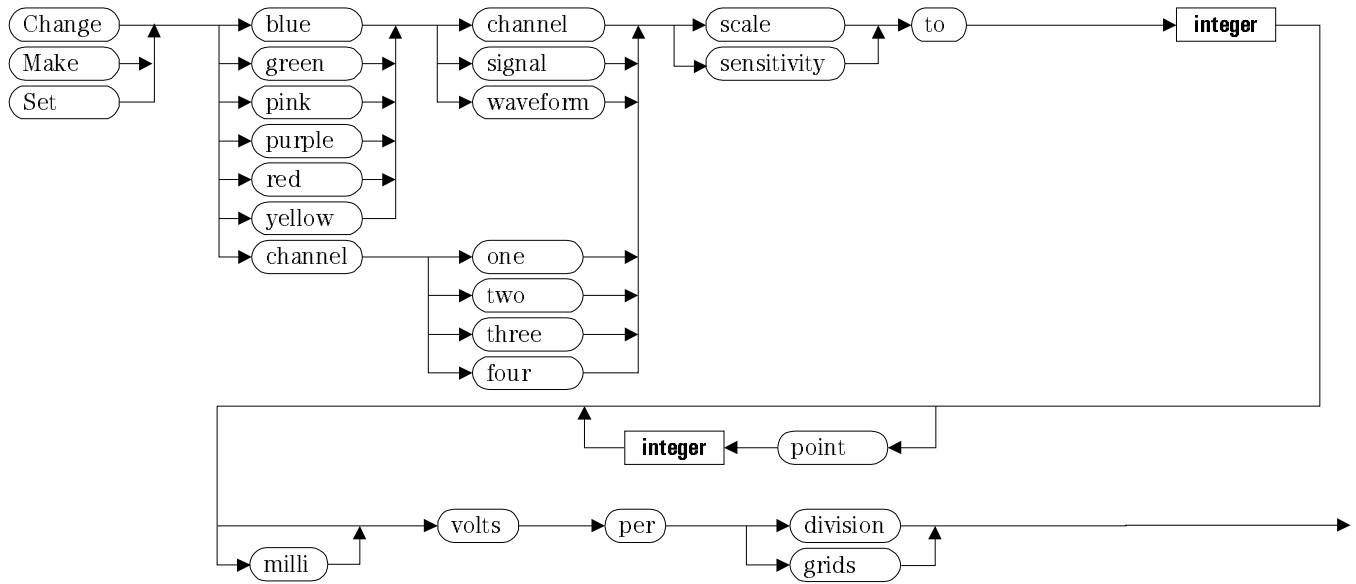 Change blue channel scale to integer
Make green signal sensitivity
Set pink waveform
purple
red
yellow
channel one
two
three
four
integer point
volts per division
milli grids